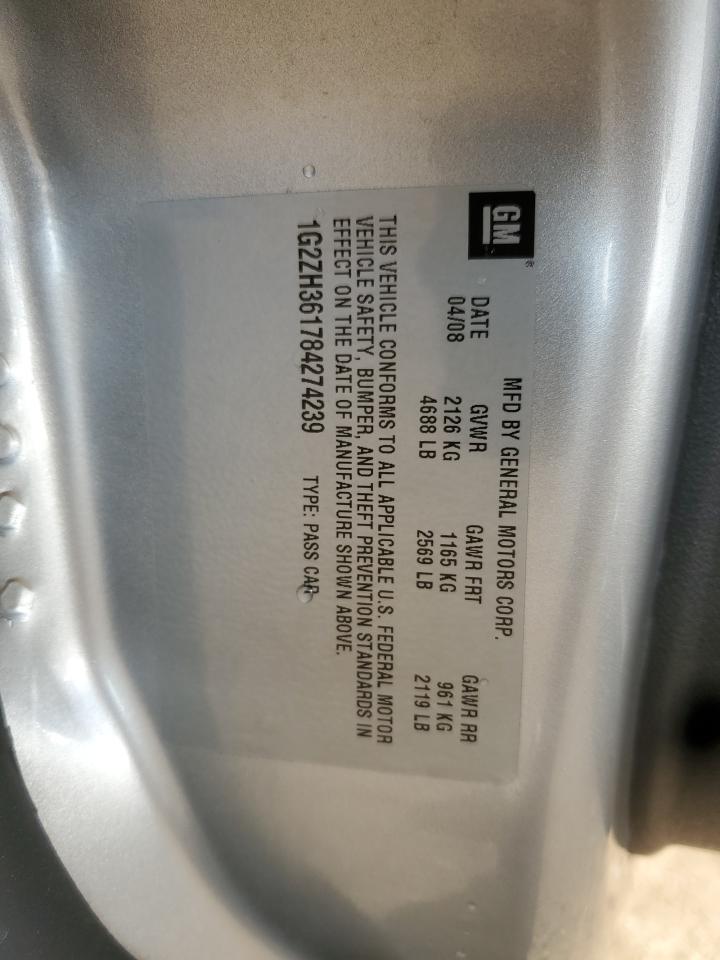 GM®
MFD BY GENERAL MOTORS CORP.
DATE GVWR GAWR FRT GAWR RR
04/08 2126 KG 1165 KG 961 KG
4688 LB 2569 LB 2119 LB
THIS VEHICLE CONFORMS TO ALL APPLICABLE U.S. FEDERAL MOTOR
VEHICLE SAFETY, BUMPER, AND THEFT PREVENTION STANDARDS IN
EFFECT ON THE DATE OF MANUFACTURE SHOWN ABOVE.
1G2ZH361784274239 TYPE: PASS CAR